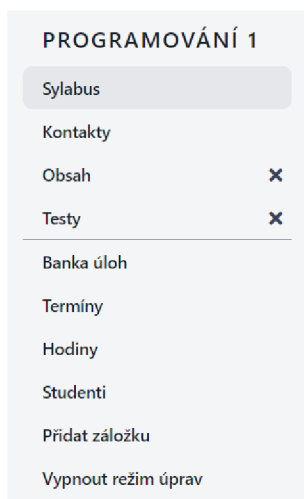 PROGRAMOVÁNÍ 1
Sylabus
Kontakty
Obsah
Testy
Banka úloh
Termíny
Hodiny
Studenti
Přidat záložku
Vypnout režim úprav